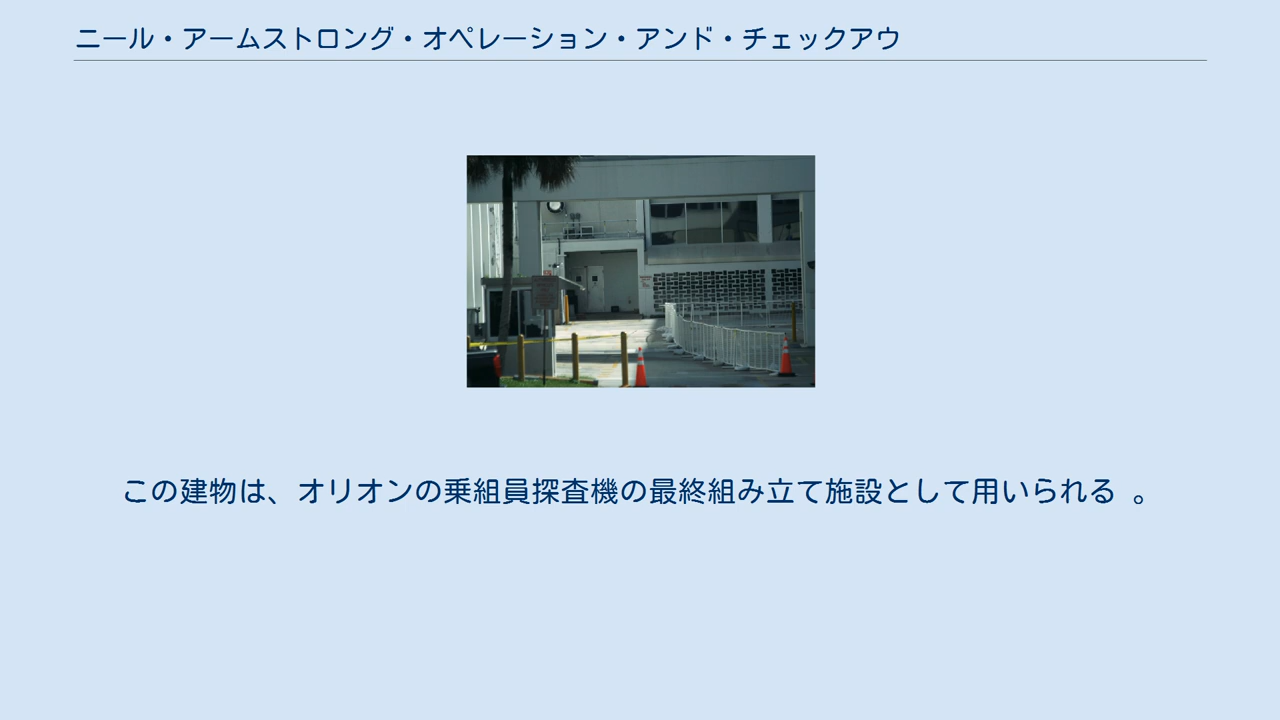 ニール・アームストロング・オペレーション・アンド・チェックアウ
この建物は、オリオンの乗組員探査機の最終組み立て施設として用いられる 。